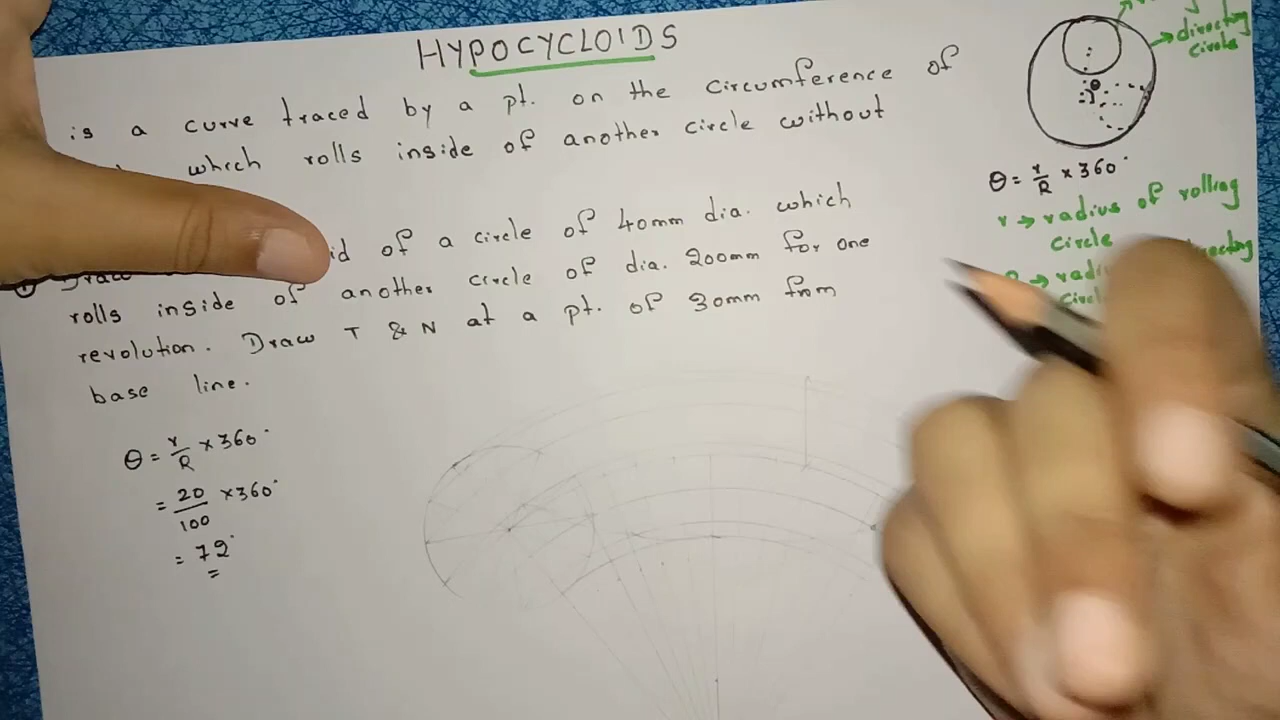 HYPOCYCLOIDS
is a curve traced by a pt. on the circumference of
which rolls inside of another circle without
of a circle of 40mm dia. which
rolls inside of another circle of dia. 200mm for one
revolution. Draw T & N at a pt. of 30mm from
base line.
θ = r/R × 360°
= 20/100 × 360°
= 72°
directing
circle
θ = r/R × 360°
r → radius of rolling
circle